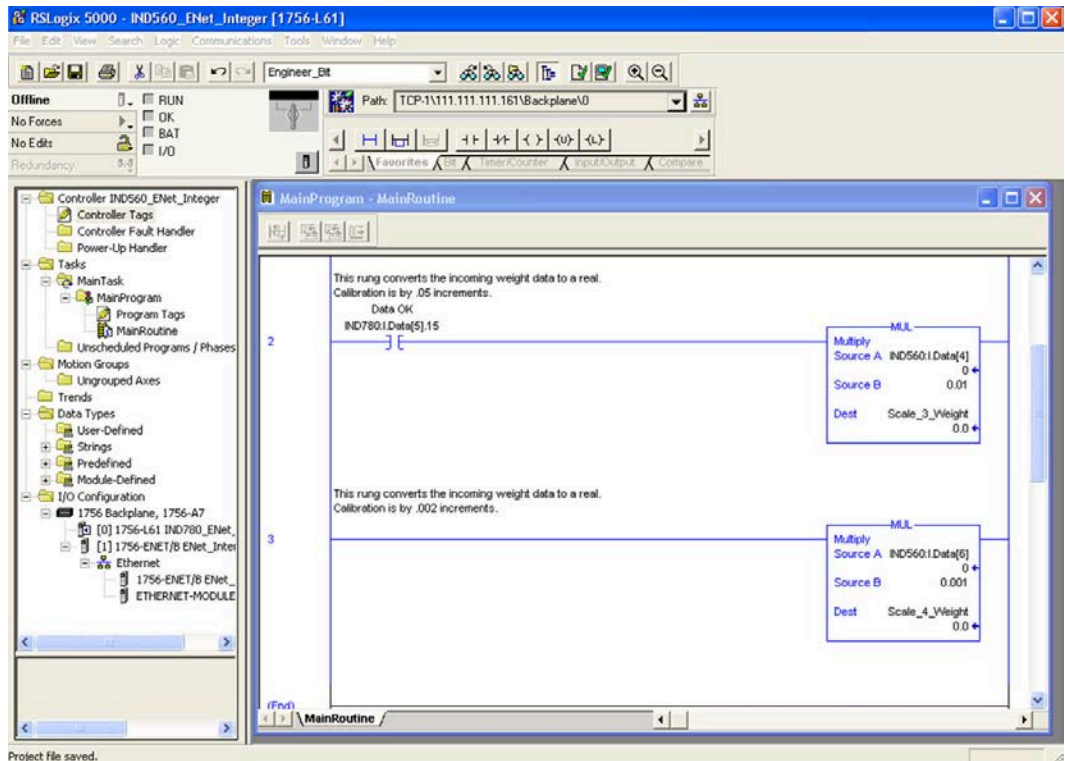 RSLogix 5000 - IND560_ENet_Integer [1756-L61]
File Edit View Search Logic Communications Tools Window Help
Engineer_Bit
Offline RUN
No Forces OK
No Edits BAT
Redundancy I/O
Path: TCP-1\111.111.111.161\Backplane\0
Favorites Bit Timer/Counter Input/Output Compare
Controller IND560_ENet_Integer
Controller Tags
Controller Fault Handler
Power-Up Handler
Tasks
MainTask
MainProgram
Program Tags
MainRoutine
Unscheduled Programs / Phases
Motion Groups
Ungrouped Axes
Trends
Data Types
User-Defined
Strings
Predefined
Module-Defined
I/O Configuration
1756 Backplane, 1756-A7
[0] 1756-L61 IND780_ENet_
[1] 1756-ENET/B ENet_Inte
Ethernet
1756-ENET/B ENet_
ETHERNET-MODULE
MainProgram - MainRoutine
This rung converts the incoming weight data to a real.
Calibration is by .05 increments.
Data OK
IND780:I.Data[5].15
2
MUL
Multiply
Source A IND560:I.Data[4]
0
Source B 0.01
Dest Scale_3_Weight
0.0
This rung converts the incoming weight data to a real.
Calibration is by .002 increments.
3
MUL
Multiply
Source A IND560:I.Data[6]
0
Source B 0.001
Dest Scale_4_Weight
0.0
(End)
MainRoutine
Project file saved.